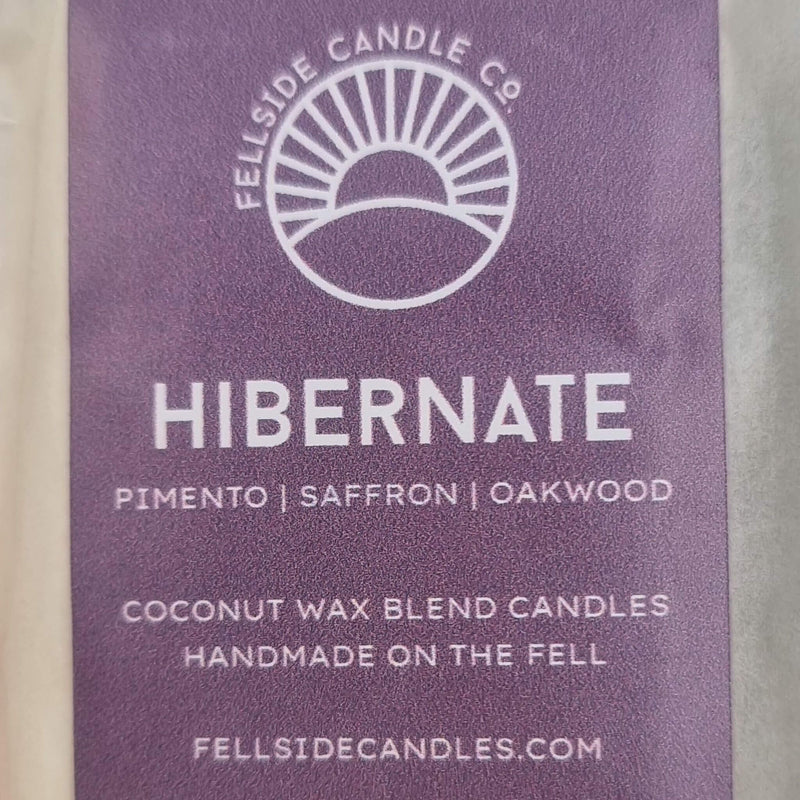 FELLSIDE CANDLE CO.
HIBERNATE
PIMENTO | SAFFRON | OAKWOOD
COCONUT WAX BLEND CANDLES
HANDMADE ON THE FELL
FELLSIDECANDLES.COM